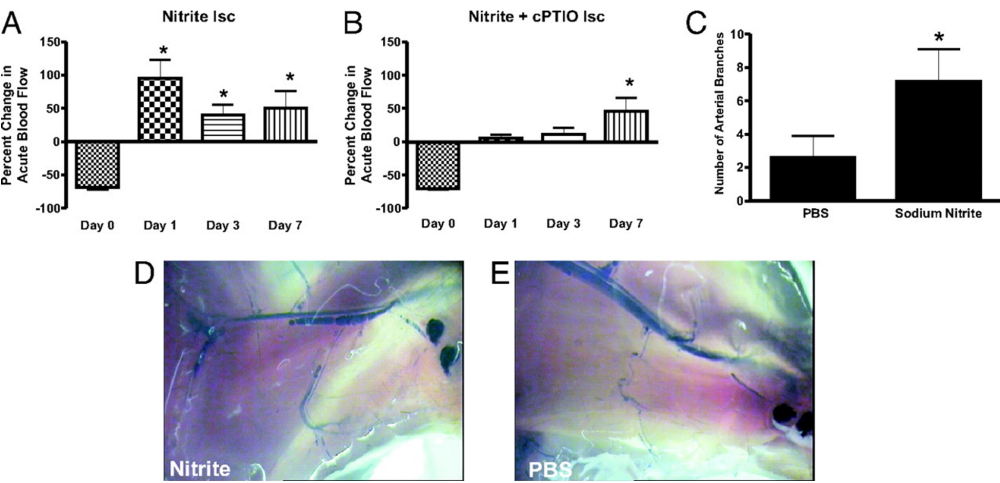 A
Nitrite Isc
Percent Change in
Acute Blood Flow
150
100
50
0
-50
-100
*
*
*
Day 0
Day 1
Day 3
Day 7
B
Nitrite + cPTIO Isc
Percent Change in
Acute Blood Flow
150
100
50
0
-50
-100
*
Day 0
Day 1
Day 3
Day 7
C
Number of Arterial Branches
10
8
6
4
2
0
*
PBS
Sodium Nitrite
D
Nitrite
E
PBS